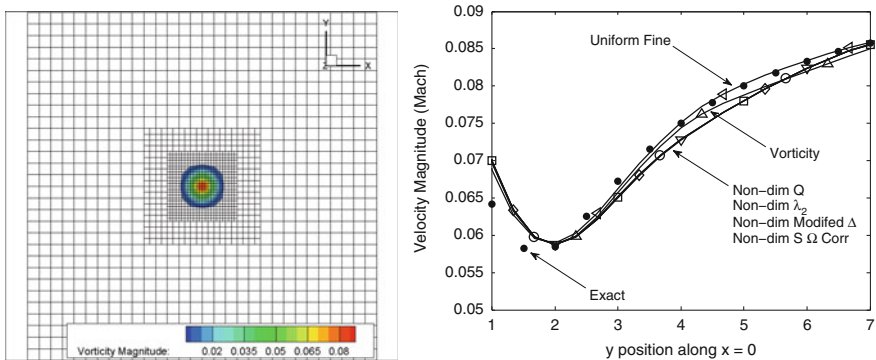 Y
Z
X
Vorticity Magnitude: 0.02 0.035 0.05 0.065 0.08
0.09
0.085
0.08
0.075
0.07
0.065
0.06
0.055
0.05
Velocity Magnitude (Mach)
Uniform Fine
Vorticity
Non-dim Q
Non-dim λ2
Non-dim Modifed Δ
Non-dim S Ω Corr
Exact
1 2 3 4 5 6 7
y position along x = 0